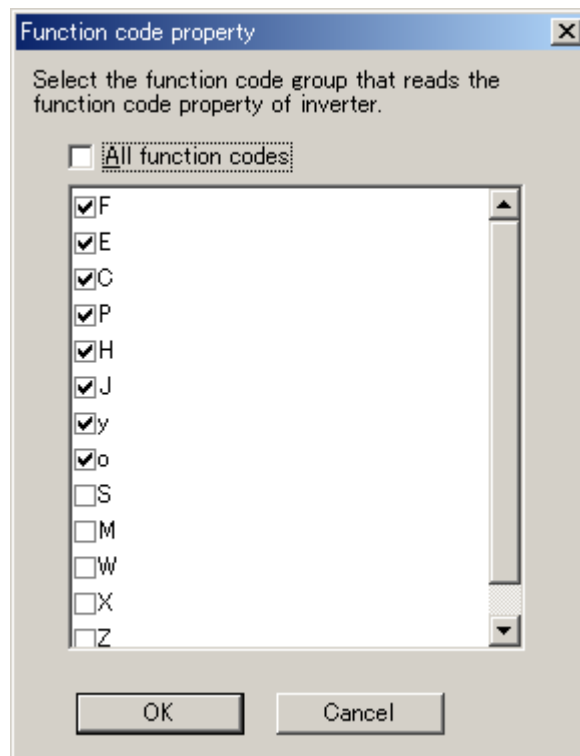 Function code property
Select the function code group that reads the
function code property of inverter.
All function codes
F
E
C
P
H
J
y
o
S
M
W
X
Z
OK Cancel